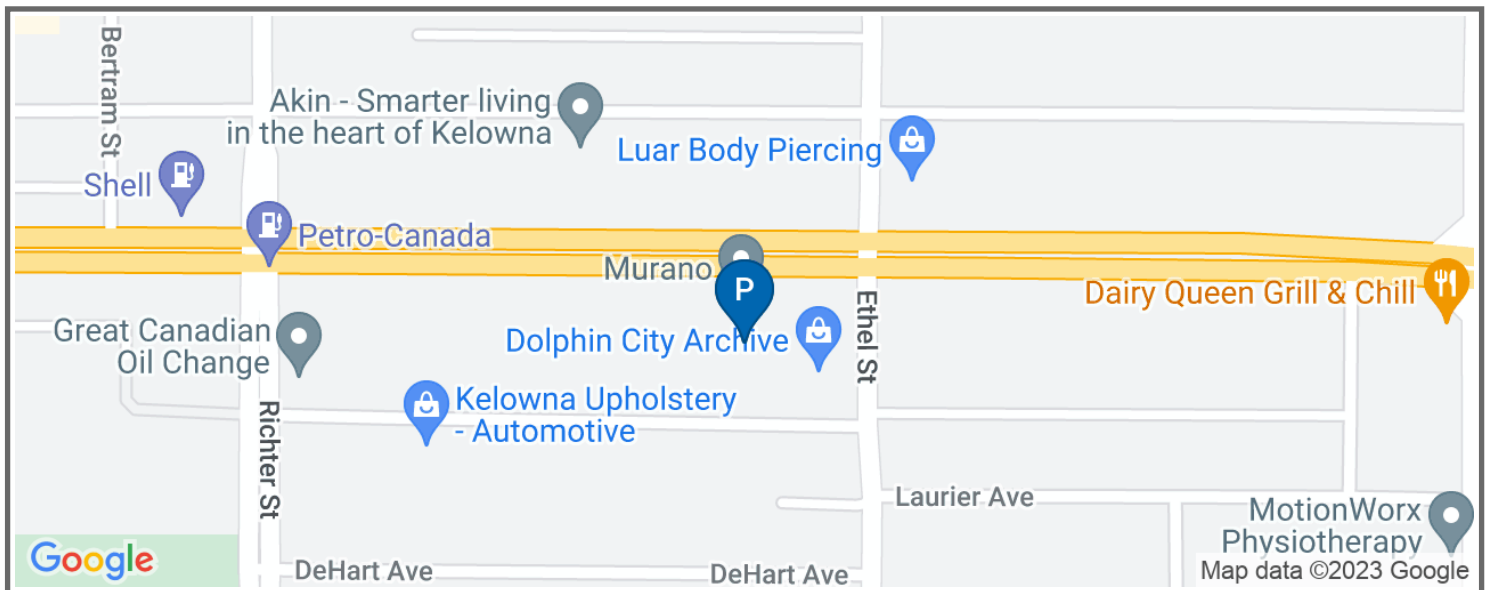 Bertram St
Akin - Smarter living
in the heart of Kelowna
Luar Body Piercing
Shell
Petro-Canada
Murano
P
Dairy Queen Grill & Chill
Great Canadian
Oil Change
Dolphin City Archive
Ethel St
Kelowna Upholstery
- Automotive
Richter St
Laurier Ave
MotionWorx
Physiotherapy
Google
DeHart Ave
DeHart Ave
Map data ©2023 Google